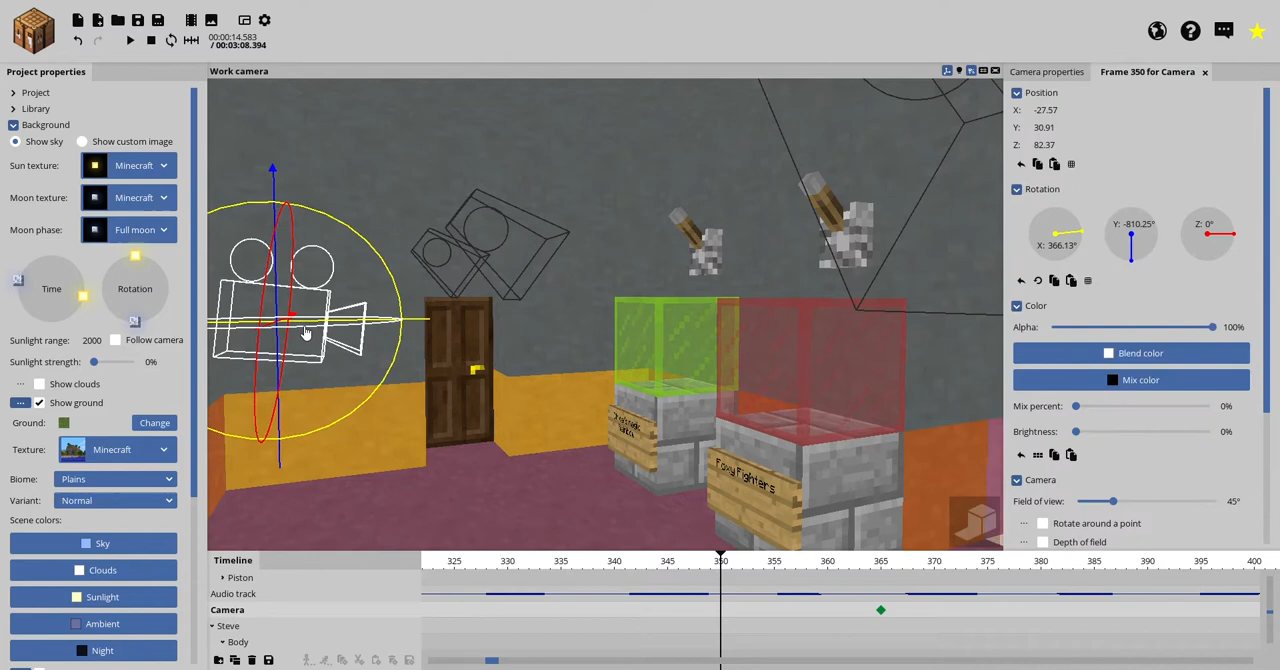 00:00:14.583
/ 00:03:08.394
Project properties
Project
Library
Background
Show sky
Show custom image
Sun texture:
Minecraft
Moon texture:
Minecraft
Moon phase:
Full moon
Time
Rotation
Sunlight range:
2000
Follow camera
Sunlight strength:
0%
Show clouds
Show ground
Ground:
Change
Texture:
Minecraft
Biome:
Plains
Variant:
Normal
Scene colors:
Sky
Clouds
Sunlight
Ambient
Night
Work camera
Foxy Fighters
Camera properties
Frame 350 for Camera
Position
X:
-27.57
Y:
30.91
Z:
82.37
Rotation
X: 366.13°
Y: -810.25°
Z: 0°
Color
Alpha:
100%
Blend color
Mix color
Mix percent:
0%
Brightness:
0%
Camera
Field of view:
45°
Rotate around a point
Depth of field
Timeline
325 330 335 340 345 350 355 360 365 370 375 380 385 390 395 400
Piston
Audio track
Camera
Steve
Body